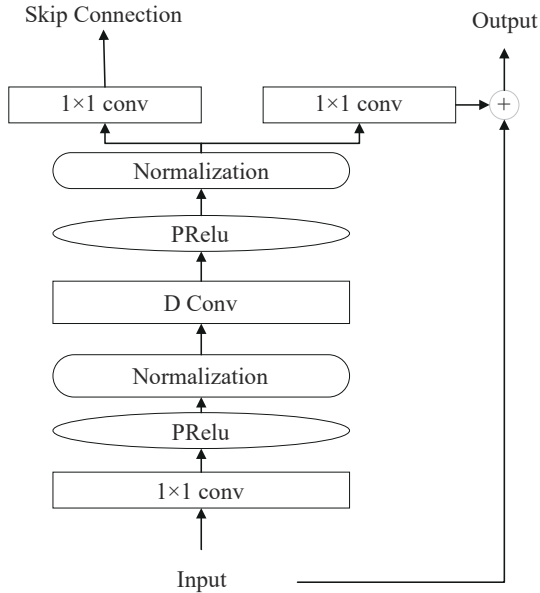 Skip Connection
Output
1×1 conv
1×1 conv
+
Normalization
PRelu
D Conv
Normalization
PRelu
1×1 conv
Input